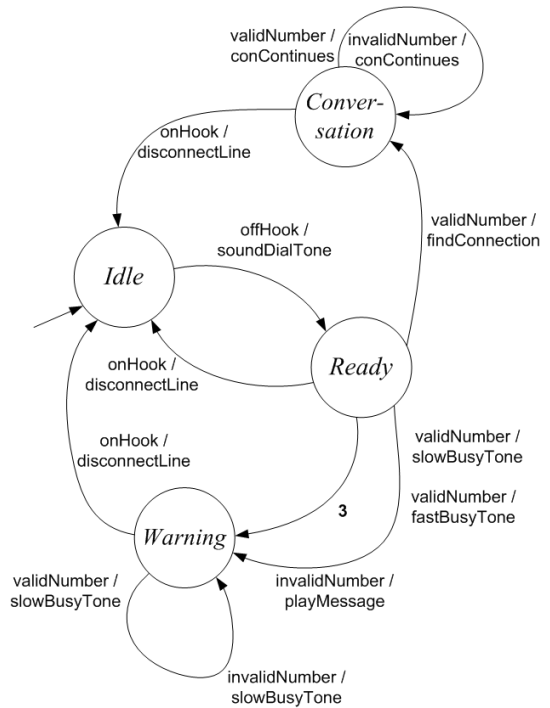 validNumber /
conContinues
invalidNumber /
conContinues
Conver-
sation
onHook /
disconnectLine
validNumber /
findConnection
offHook /
soundDialTone
Idle
Ready
onHook /
disconnectLine
onHook /
disconnectLine
validNumber /
slowBusyTone
validNumber /
fastBusyTone
3
Warning
invalidNumber /
playMessage
validNumber /
slowBusyTone
invalidNumber /
slowBusyTone